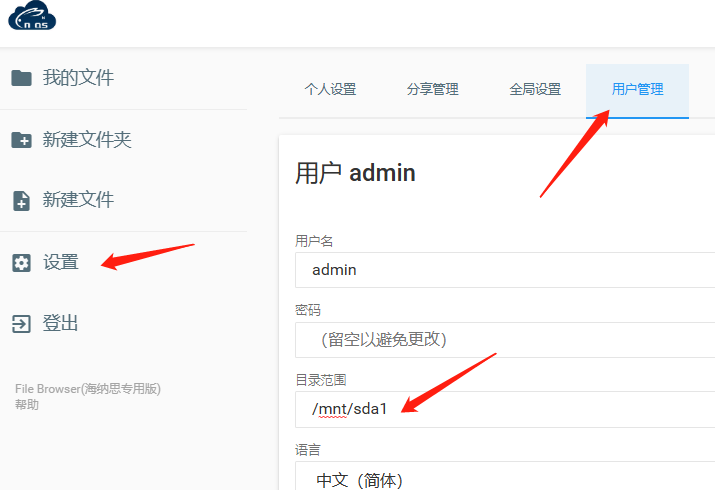 我的文件
新建文件夹
新建文件
设置
登出
File Browser(海纳思专用版)
帮助
个人设置
分享管理
全局设置
用户管理
用户 admin
用户名
admin
密码
（留空以避免更改）
目录范围
/mnt/sda1
语言
中文（简体）